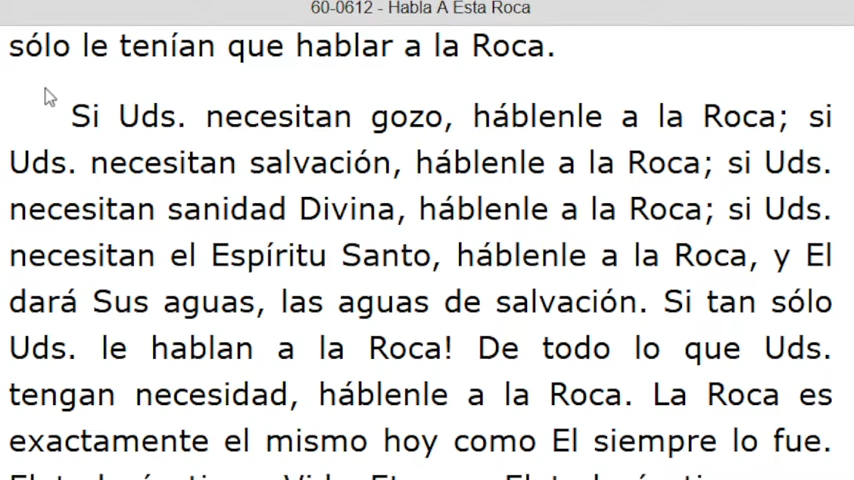 60-0612 - Habla A Esta Roca
sólo le tenían que hablar a la Roca.
Si Uds. necesitan gozo, háblenle a la Roca; si
Uds. necesitan salvación, háblenle a la Roca; si Uds.
necesitan sanidad Divina, háblenle a la Roca; si Uds.
necesitan el Espíritu Santo, háblenle a la Roca, y El
dará Sus aguas, las aguas de salvación. Si tan sólo
Uds. le hablan a la Roca! De todo lo que Uds.
tengan necesidad, háblenle a la Roca. La Roca es
exactamente el mismo hoy como El siempre lo fue.